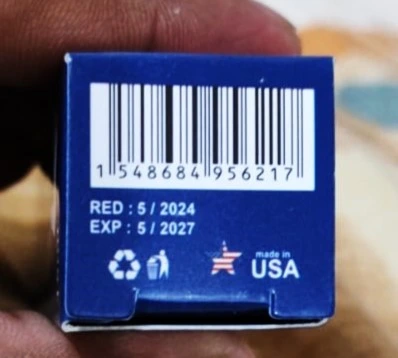 1 548684 956217
RED : 5 / 2024
EXP : 5 / 2027
made in
USA